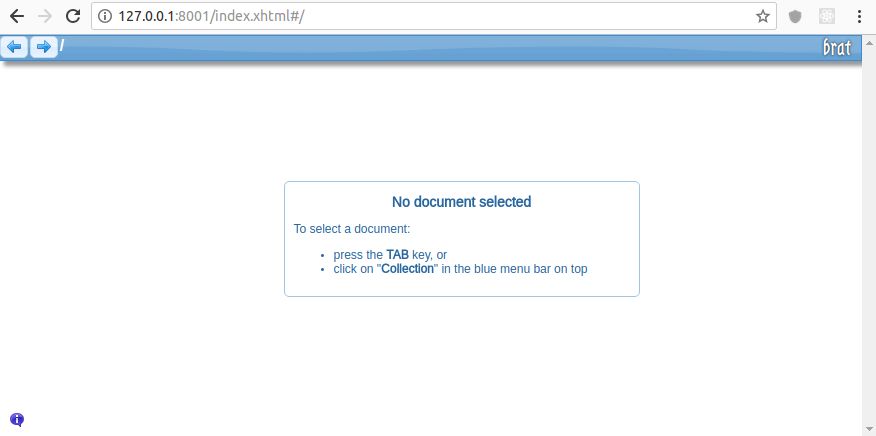 127.0.0.1:8001/index.xhtml#/
/
brat
No document selected
To select a document:
• press the TAB key, or
• click on "Collection" in the blue menu bar on top